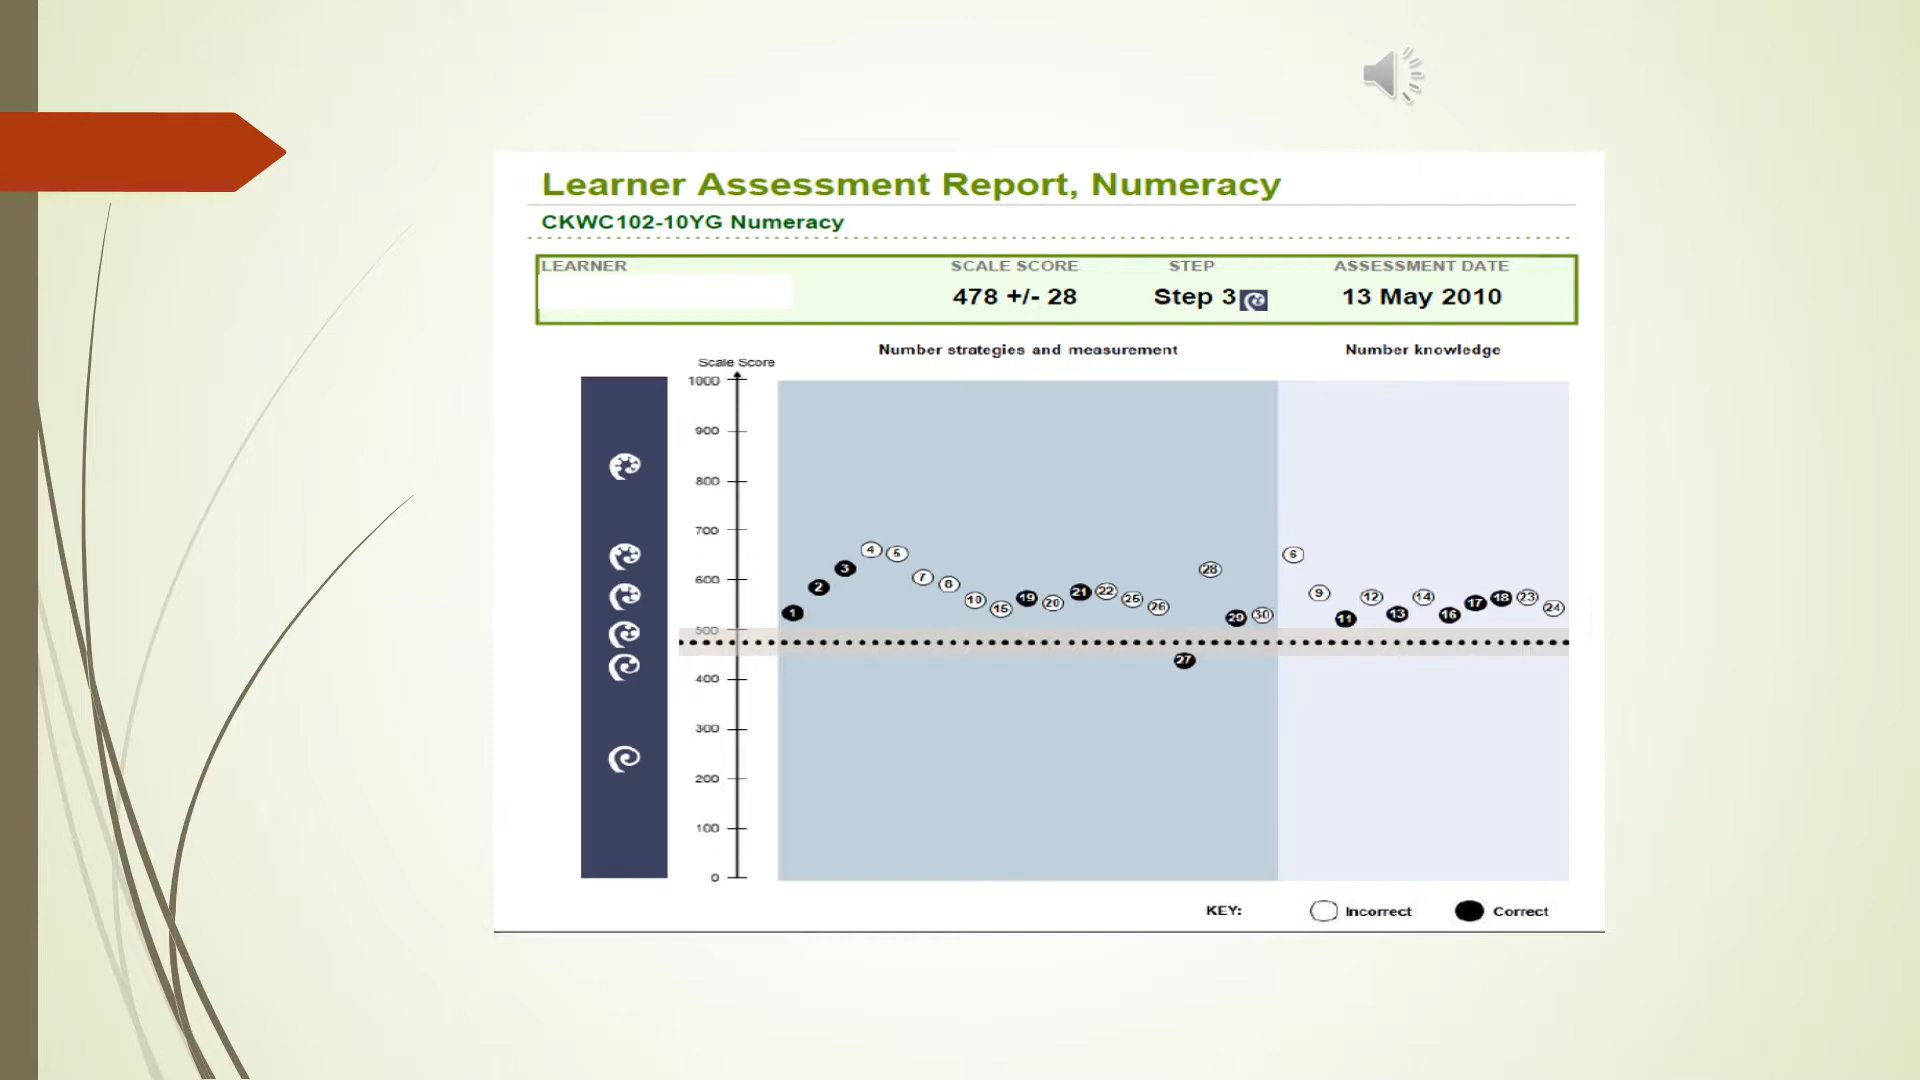 Learner Assessment Report, Numeracy
CKWC102-10YG Numeracy
LEARNER SCALE SCORE STEP ASSESSMENT DATE
478 +/- 28 Step 3 13 May 2010
Number strategies and measurement Number knowledge
Scale Score
1000
900
800
700
600
500
400
300
200
100
0
1 2 3 4 5 7 8 10 15 19 20 21 22 25 26 27 28 29 30
6 9 11 12 13 14 16 17 18 23 24
KEY: Incorrect Correct